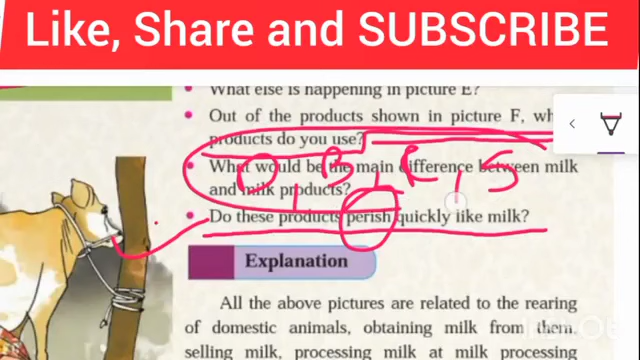 Like, Share and SUBSCRIBE
What else is happening in picture E?
Out of the products shown in picture F,
products do you use?
What would be the main difference between milk
and milk products?
Do these products perish quickly like milk?
Explanation
All the above pictures are related to the rearing
of domestic animals, obtaining milk from them,
selling milk, processing milk at milk processing